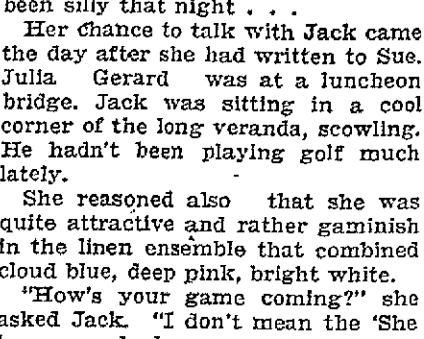 been silly that night . . .
Her chance to talk with Jack came
the day after she had written to Sue.
Julia Gerard was at a luncheon
bridge. Jack was sitting in a cool
corner of the long veranda, scowling.
He hadn't been playing golf much
lately.
She reasoned also that she was
quite attractive and rather gaminish
in the linen ensemble that combined
cloud blue, deep pink, bright white.
"How's your game coming?" she
asked Jack. "I don't mean the 'She